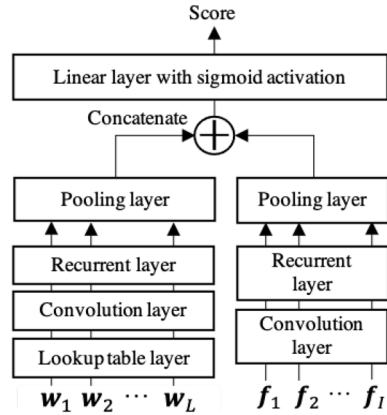 Score
Linear layer with sigmoid activation
Concatenate
Pooling layer
Recurrent layer
Convolution layer
Lookup table layer
w1 w2 ⋯ wL
Pooling layer
Recurrent
layer
Convolution
layer
f1 f2 ⋯ fI